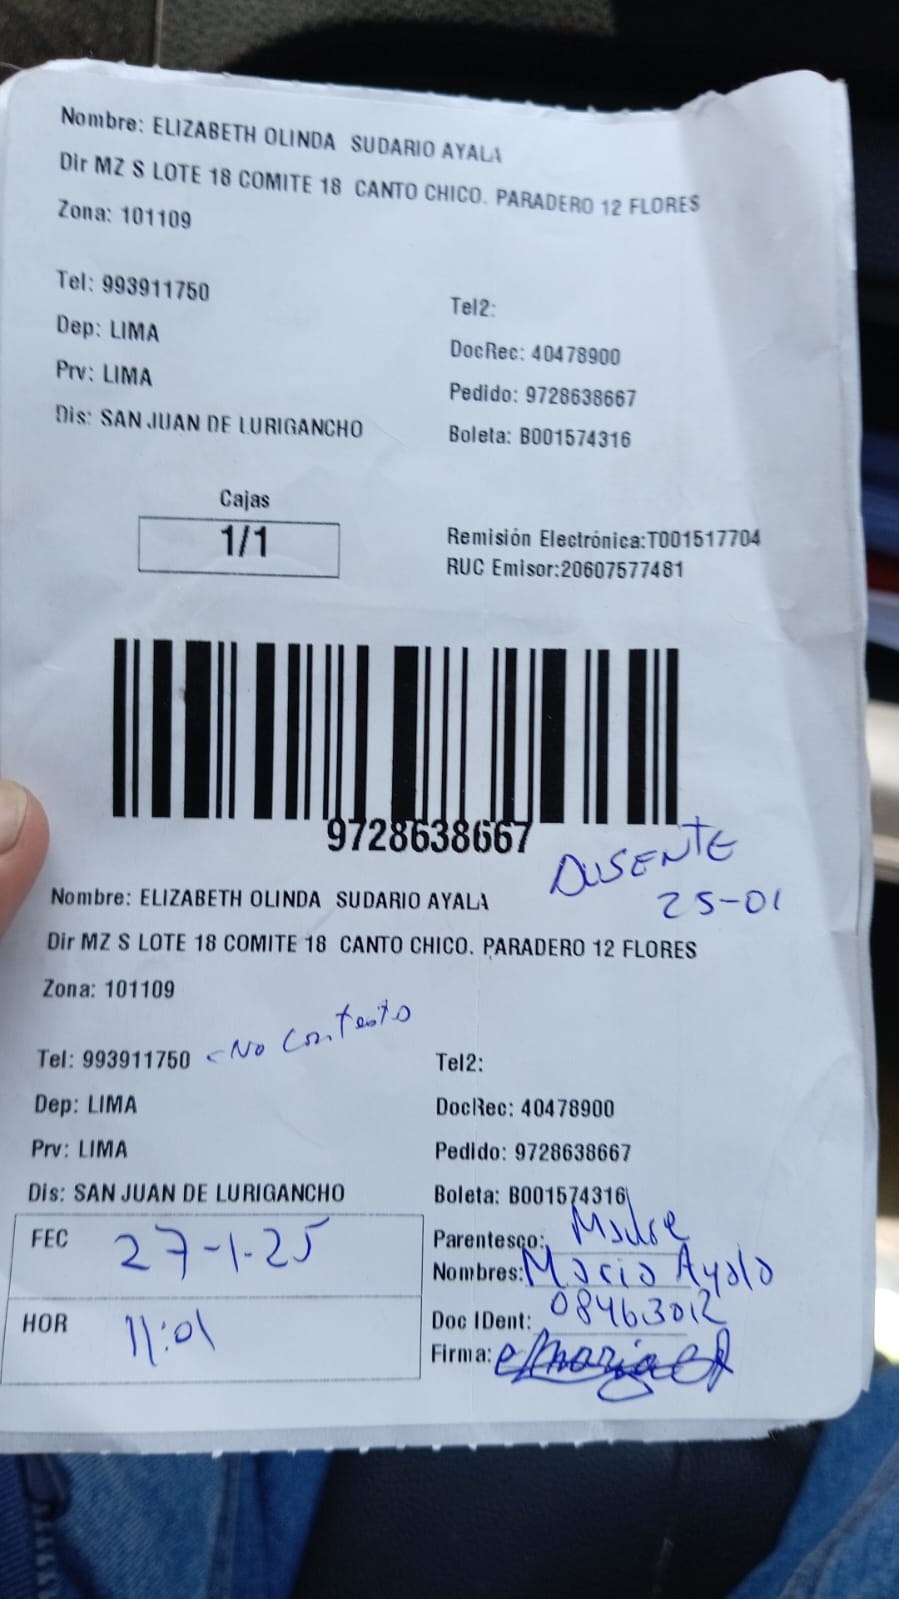 Nombre: ELIZABETH OLINDA SUDARIO AYALA
Dir MZ S LOTE 18 COMITE 18 CANTO CHICO. PARADERO 12 FLORES
Zona: 101109
Tel: 993911750
Tel2:
Dep: LIMA
DocRec: 40478900
Prv: LIMA
Pedido: 9728638667
Dis: SAN JUAN DE LURIGANCHO
Boleta: B001574316
Cajas
1/1
Remisión Electrónica:T001517704
RUC Emisor:20607577481
9728638667
AUSENTE
25-01
Nombre: ELIZABETH OLINDA SUDARIO AYALA
Dir MZ S LOTE 18 COMITE 18 CANTO CHICO. PARADERO 12 FLORES
Zona: 101109
Tel: 993911750 - No Contesto
Tel2:
Dep: LIMA
DocRec: 40478900
Prv: LIMA
Pedido: 9728638667
Dis: SAN JUAN DE LURIGANCHO
Boleta: B001574316
FEC 27-1-25
Parentesco: Madre
Nombres: Maria Ayala
HOR 11:01
Doc IDent: 08463012
Firma: